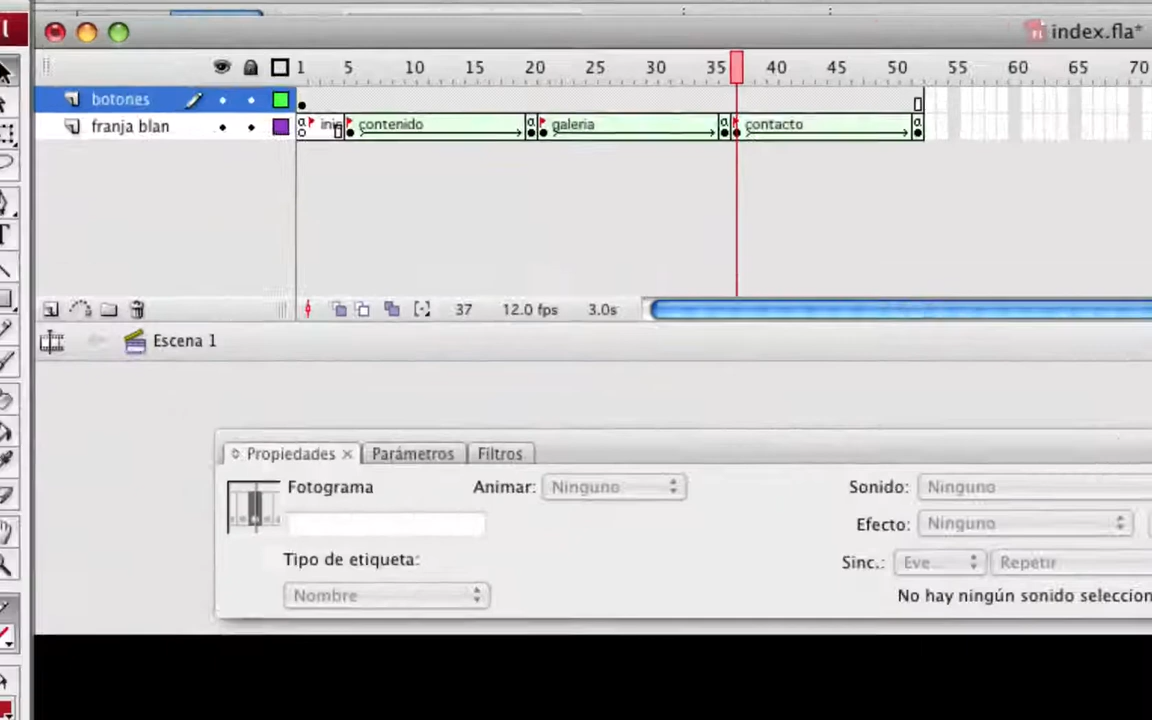 index.fla*
1 5 10 15 20 25 30 35 40 45 50 55 60 65 70
botones
franja blan
contenido galeria contacto
37 12.0 fps 3.0s
Escena 1
Propiedades Parámetros Filtros
Fotograma Animar: Ninguno Sonido: Ninguno
Efecto: Ninguno
Tipo de etiqueta: Sinc.: Eve... Repetir
Nombre No hay ningún sonido seleccion